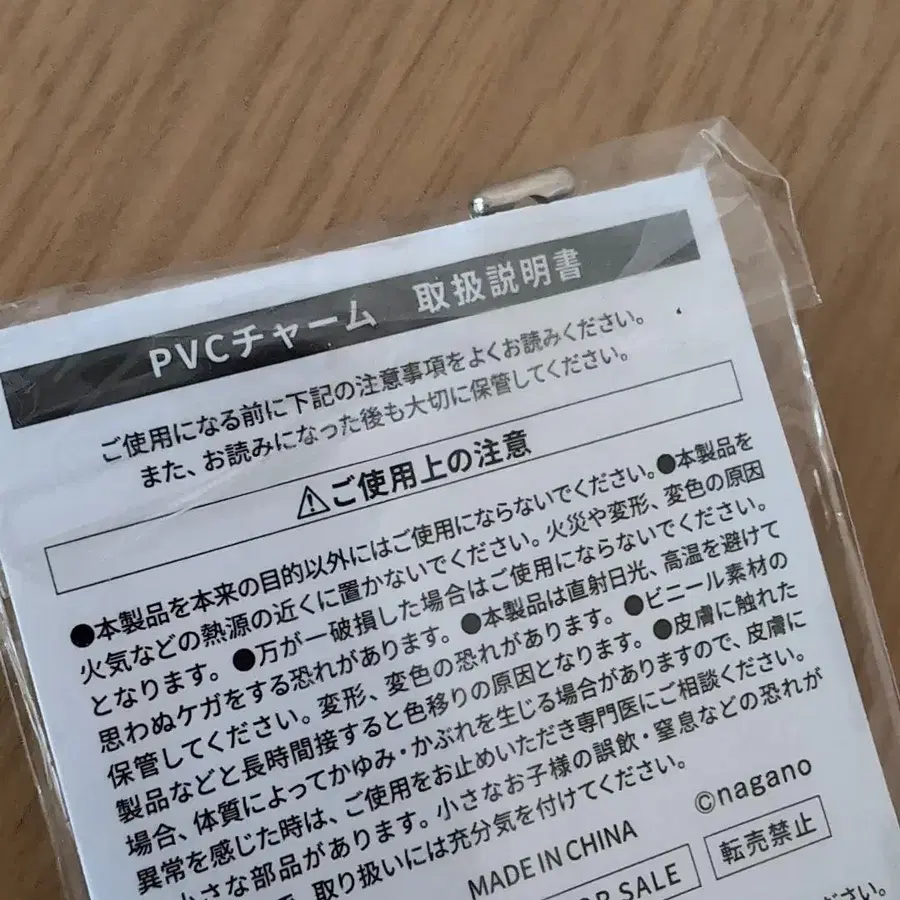 PVCチャーム 取扱説明書
ご使用になる前に下記の注意事項をよくお読みください。
また、お読みになった後も大切に保管してください。
⚠ご使用上の注意
●本製品を本来の目的以外にはご使用にならないでください。●本製品を
火気などの熱源の近くに置かないでください。火災や変形、変色の原因
となります。●万が一破損した場合はご使用にならないでください。
思わぬケガをする恐れがあります。●本製品は直射日光、高温を避けて
保管してください。変形、変色の恐れがあります。●ビニール素材の
製品などと長時間接すると色移りの原因となります。●皮膚に触れた
場合、体質によってかゆみ・かぶれを生じる場合がありますので、皮膚に
異常を感じた時は、ご使用をお止めいただき専門医にご相談ください。
小さな部品があります。小さなお子様の誤飲・窒息などの恐れが
取り扱いには充分気を付けてください。
©nagano
MADE IN CHINA
SALE
転売禁止
ださい。